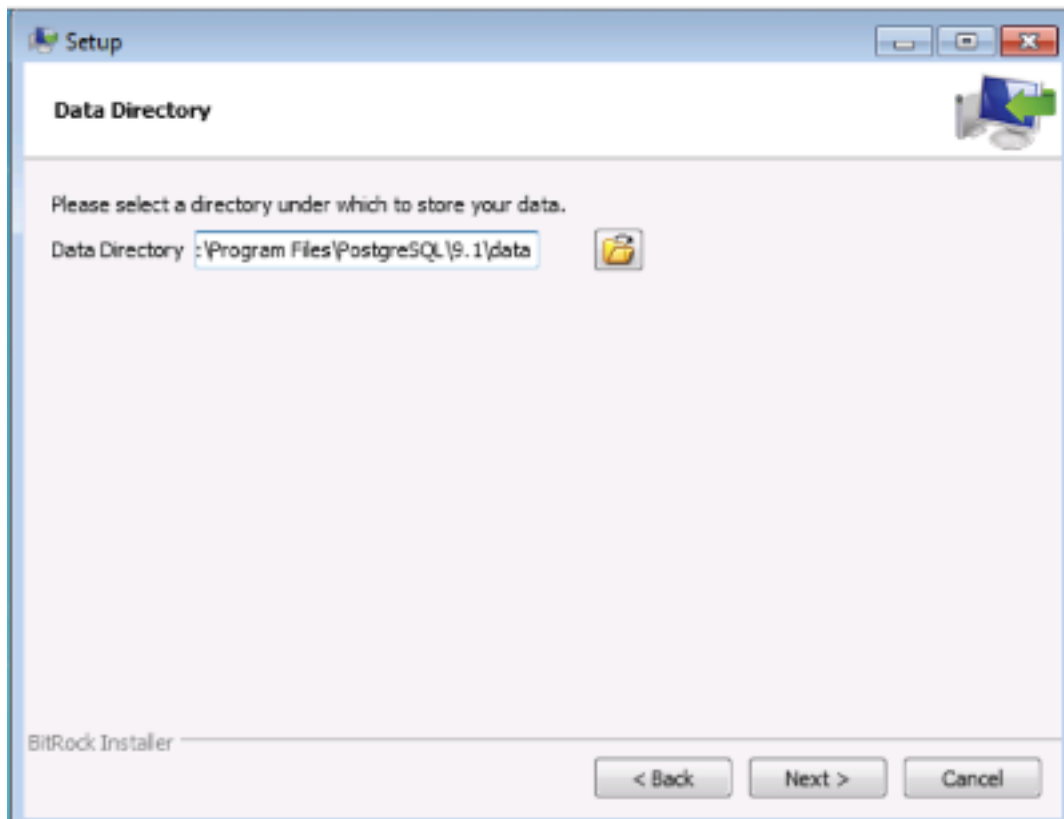 Setup
Data Directory
Please select a directory under which to store your data.
Data Directory :\Program Files\PostgreSQL\9.1\data
BitRock Installer
< Back Next > Cancel